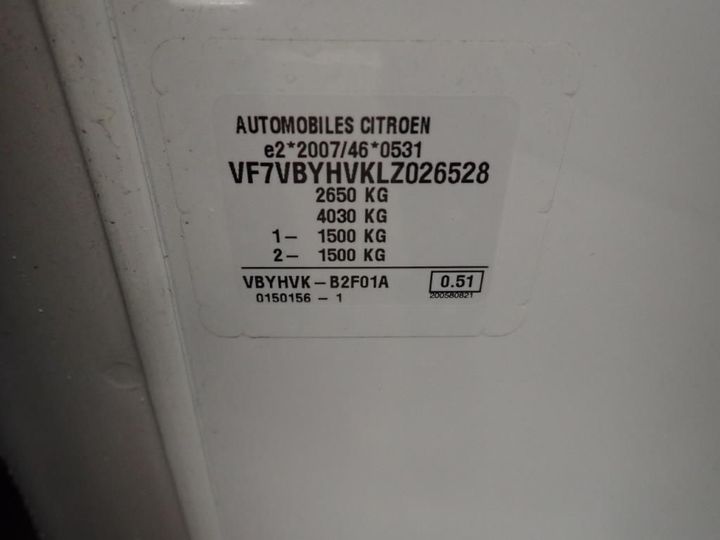 AUTOMOBILES CITROEN
e2*2007/46*0531
VF7VBYHVKLZ026528
2650 KG
4030 KG
1- 1500 KG
2- 1500 KG
VBYHVK-B2F01A 0.51
0150156 - 1 200580821